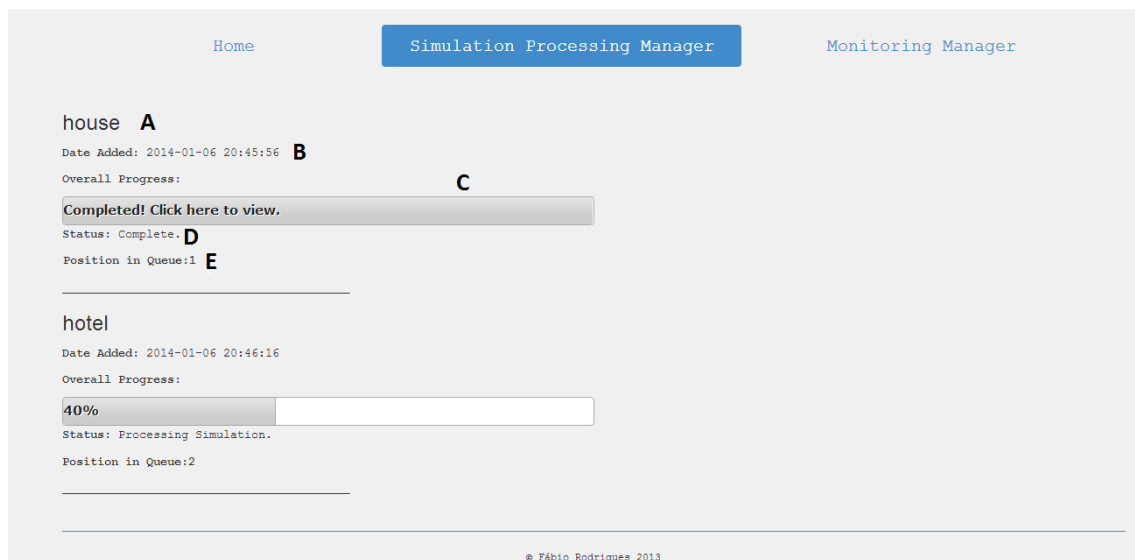 Home Simulation Processing Manager Monitoring Manager
house A
Date Added: 2014-01-06 20:45:56 B
Overall Progress:
C
Completed! Click here to view.
Status: Complete. D
Position in Queue:1 E
hotel
Date Added: 2014-01-06 20:46:16
Overall Progress:
40%
Status: Processing Simulation.
Position in Queue:2
© Fábio Rodrigues 2013